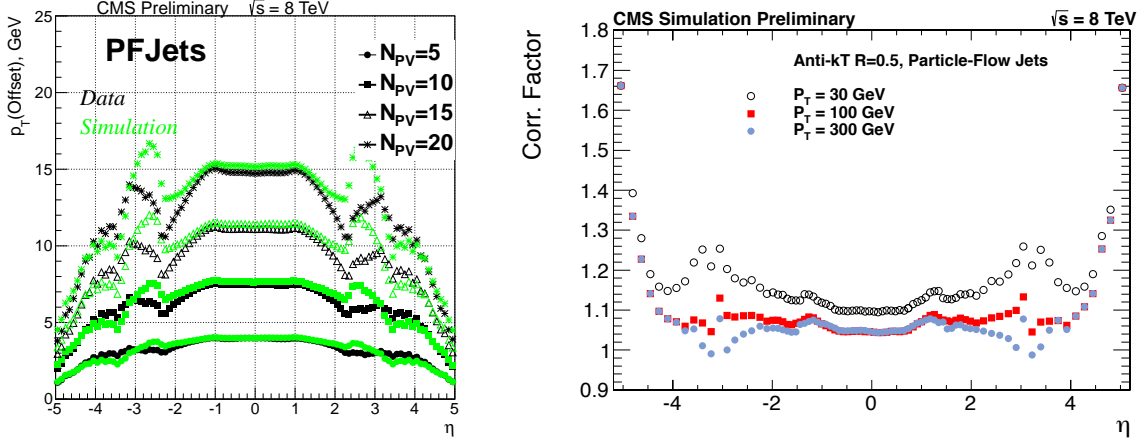 CMS Preliminary √s = 8 TeV
p_T(Offset), GeV
25
20
15
10
5
0
PFJets
N_PV=5
N_PV=10
N_PV=15
N_PV=20
Data
Simulation
-5 -4 -3 -2 -1 0 1 2 3 4 5
η
CMS Simulation Preliminary √s = 8 TeV
Corr. Factor
1.8
1.7
1.6
1.5
1.4
1.3
1.2
1.1
1
0.9
Anti-kT R=0.5, Particle-Flow Jets
P_T = 30 GeV
P_T = 100 GeV
P_T = 300 GeV
-4 -2 0 2 4
η